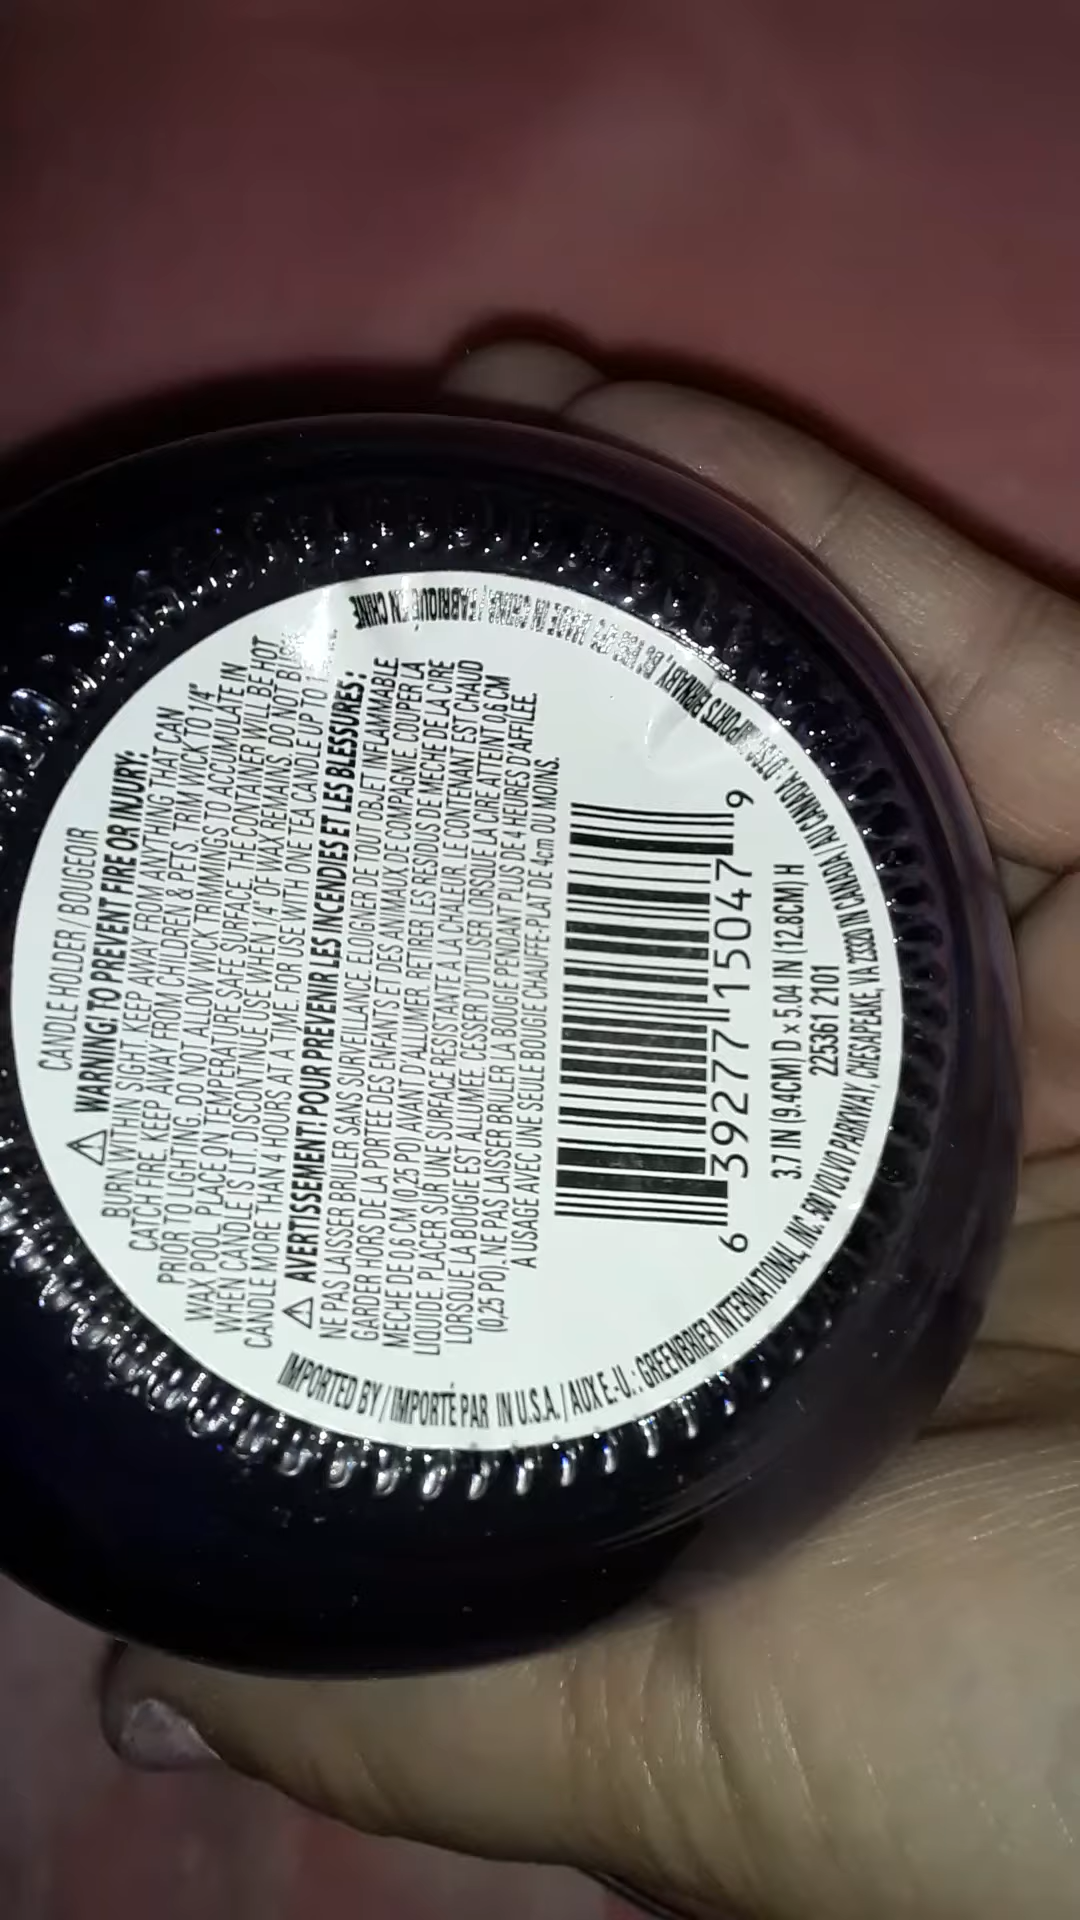 CANDLE HOLDER / BOUGEOIR
⚠ WARNING: TO PREVENT FIRE OR INJURY:
BURN WITHIN SIGHT. KEEP AWAY FROM ANYTHING THAT CAN
CATCH FIRE. KEEP AWAY FROM CHILDREN & PETS. TRIM WICK TO 1/4"
PRIOR TO LIGHTING. DO NOT ALLOW WICK TRIMMINGS TO ACCUMULATE IN
WAX POOL. PLACE ON TEMPERATURE SAFE SURFACE. THE CONTAINER WILL BE HOT
WHEN CANDLE IS LIT. DISCONTINUE USE WHEN 1/4" OF WAX REMAINS. DO NOT
CANDLE MORE THAN 4 HOURS AT A TIME. FOR USE WITH ONE TEA CANDLE UP TO
⚠ AVERTISSEMENT! POUR PREVENIR LES INCENDIES ET LES BLESSURES :
NE PAS LAISSER BRULER SANS SURVEILLANCE. ELOIGNER DE TOUT OBJET INFLAMMABLE
GARDER HORS DE LA PORTEE DES ENFANTS ET DES ANIMAUX DE COMPAGNIE. COUPER LA
MECHE DE 0,6 CM (0.25 PO) AVANT D'ALLUMER. RETIRER LES RESIDUS DE MECHE DE LA CIRE
LIQUIDE. PLACER SUR UNE SURFACE RESISTANTE A LA CHALEUR. LE CONTENANT EST CHAUD
LORSQUE LA BOUGIE EST ALUMEE. CESSER D'UTILISER LORSQUE LA CIRE ATTEINT 0,6 CM
(0.25 PO). NE PAS LAISSER BRULER LA BOUGIE PENDANT PLUS DE 4 HEURES D'AFFILEE.
A USAGE AVEC UNE SEULE BOUGIE CHAUFFE-PLAT DE 4cm OU MOINS.
6 39277 15047 9
3.7 IN (9.4CM) D x 5.04 IN (12.8CM) H
225361 2101
IMPORTED BY / IMPORTÉ PAR IN U.S.A. / AUX E.-U.: GREENBRIER INTERNATIONAL, INC. 500 VOLVO PARKWAY, CHESAPEAKE, VA 23320 IN CANADA / AU CANADA: IMPORTS BURNABY, BC MADE IN CHINA / FABRIQUÉ EN CHINE